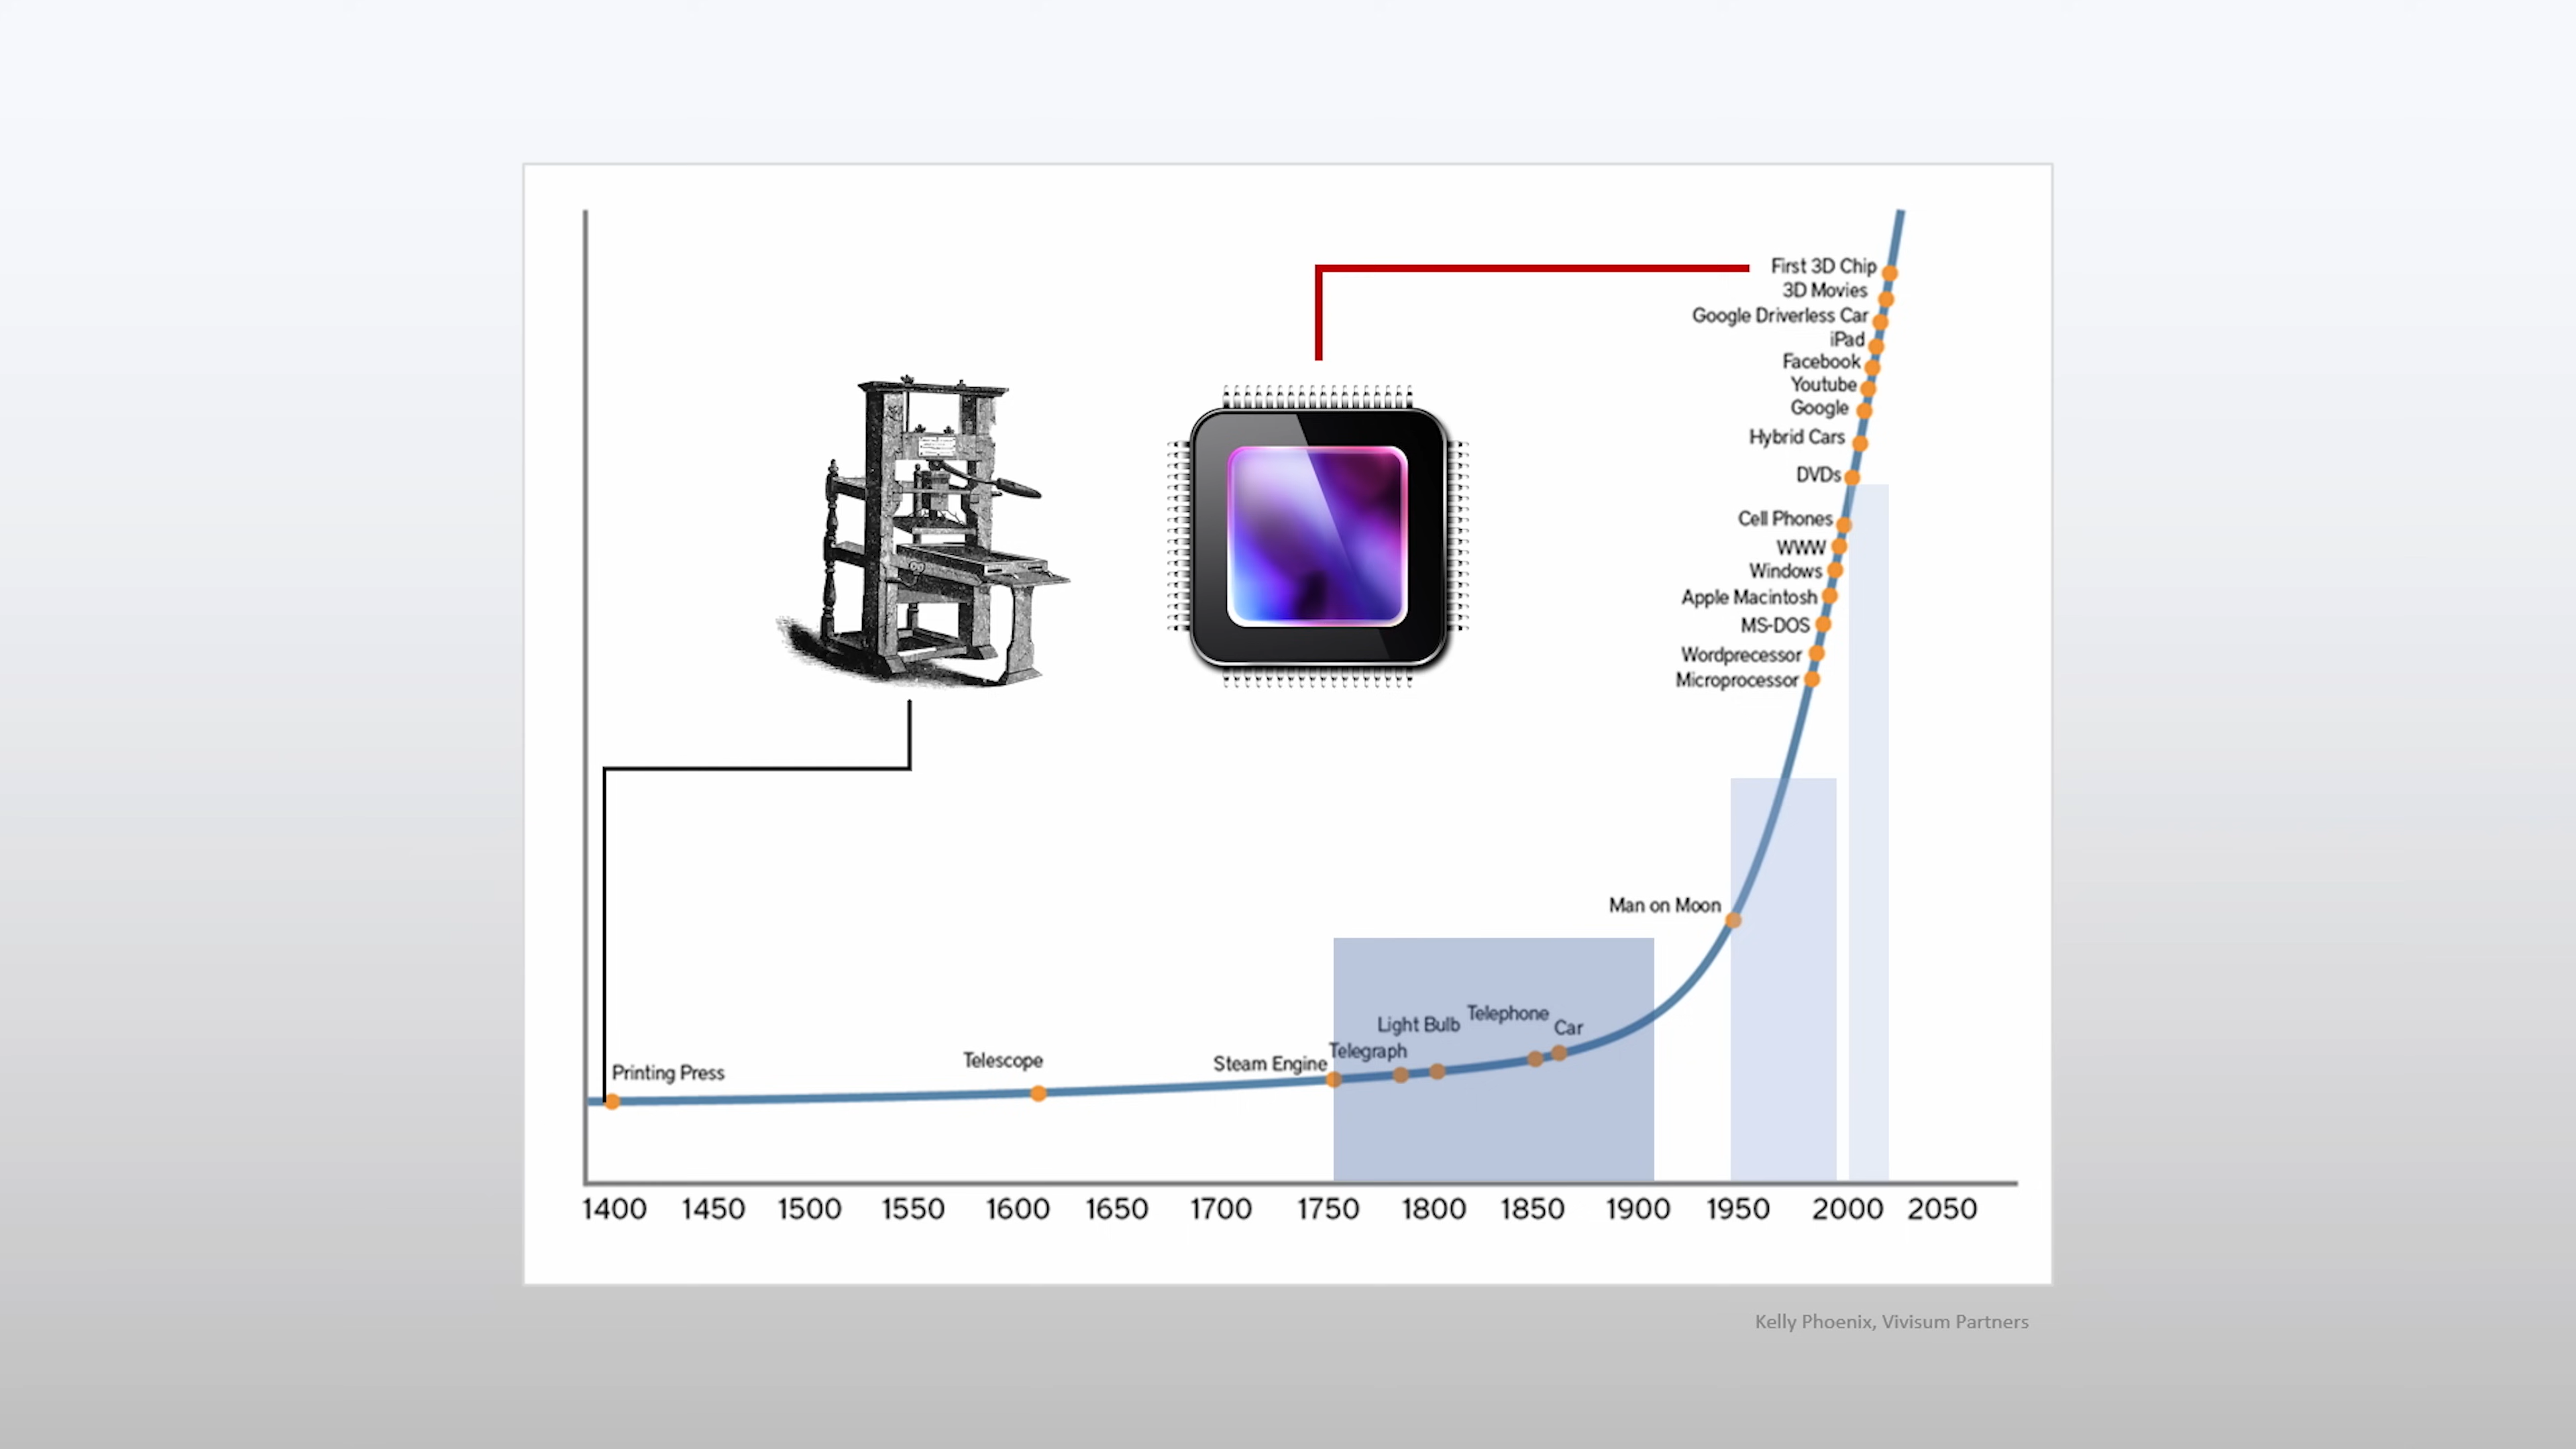 First 3D Chip
3D Movies
Google Driverless Car
iPad
Facebook
Youtube
Google
Hybrid Cars
DVDs
Cell Phones
WWW
Windows
Apple Macintosh
MS-DOS
Wordprecessor
Microprocessor
Man on Moon
Telephone
Light Bulb
Car
Telegraph
Steam Engine
Telescope
Printing Press
1400 1450 1500 1550 1600 1650 1700 1750 1800 1850 1900 1950 2000 2050
Kelly Phoenix, Vivisum Partners